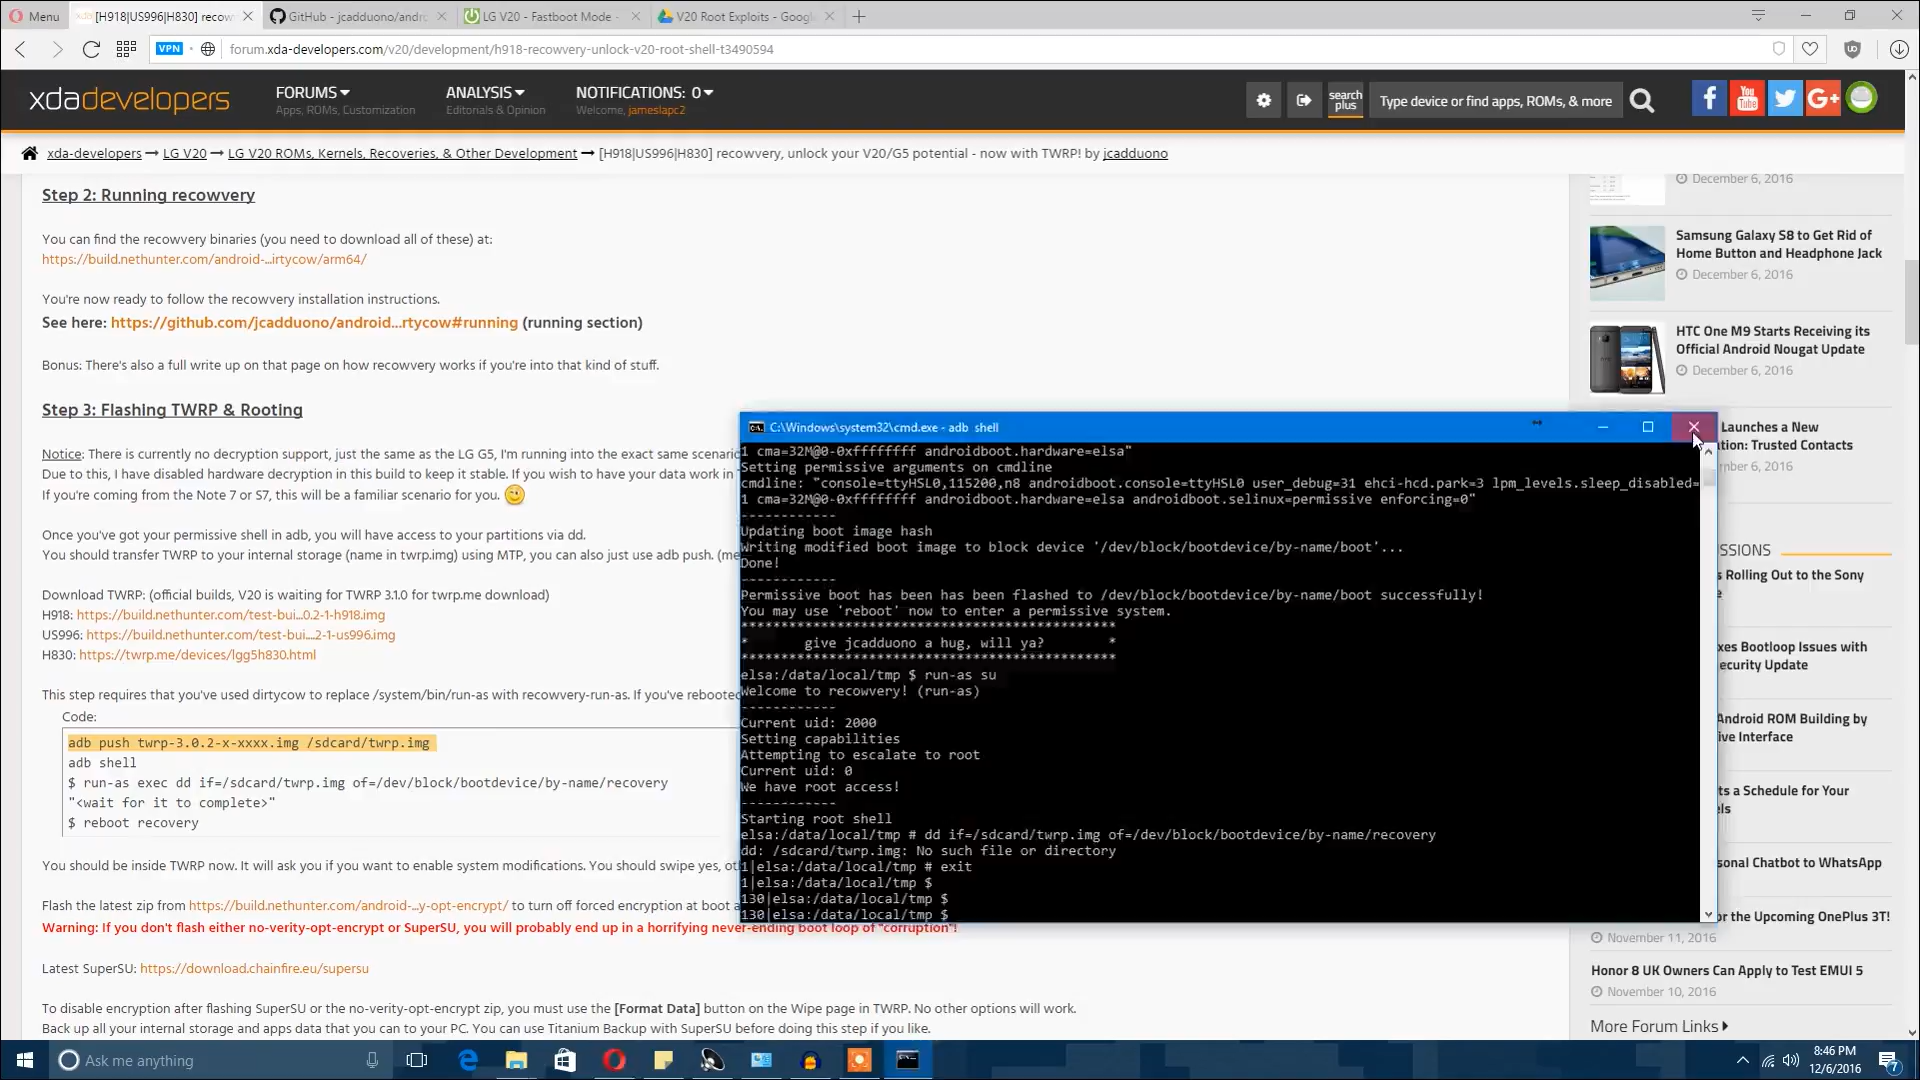 Menu
[H918|US996|H830] recow
GitHub - jcadduono/andr
LG V20 - Fastboot Mode -
V20 Root Exploits - Goog
VPN
forum.xda-developers.com/v20/development/h918-recowvery-unlock-v20-root-shell-t3490594
xdadevelopers
FORUMS
Apps, ROMs, Customization
ANALYSIS
Editorials & Opinion
NOTIFICATIONS: 0
Welcome, jameslapc2
search plus
Type device or find apps, ROMs, & more
xda-developers → LG V20 → LG V20 ROMs, Kernels, Recoveries, & Other Development → [H918|US996|H830] recowvery, unlock your V20/G5 potential - now with TWRP! by jcadduono
Step 2: Running recowvery
You can find the recowvery binaries (you need to download all of these) at:
https://build.nethunter.com/android-...irtycow/arm64/
You're now ready to follow the recowvery installation instructions.
See here: https://github.com/jcadduono/android...rtycow#running (running section)
Bonus: There's also a full write up on that page on how recowvery works if you're into that kind of stuff.
Step 3: Flashing TWRP & Rooting
Notice: There is currently no decryption support, just the same as the LG G5, I'm running into the exact same scenario
Due to this, I have disabled hardware decryption in this build to keep it stable. If you wish to have your data work in
If you're coming from the Note 7 or S7, this will be a familiar scenario for you.
Once you've got your permissive shell in adb, you will have access to your partitions via dd.
You should transfer TWRP to your internal storage (name in twrp.img) using MTP, you can also just use adb push. (me
Download TWRP: (official builds, V20 is waiting for TWRP 3.1.0 for twrp.me download)
H918: https://build.nethunter.com/test-bui...0.2-1-h918.img
US996: https://build.nethunter.com/test-bui...2-1-us996.img
H830: https://twrp.me/devices/lgg5h830.html
This step requires that you've used dirtycow to replace /system/bin/run-as with recowvery-run-as. If you've rebooted
Code:
adb push twrp-3.0.2-x-xxxx.img /sdcard/twrp.img
adb shell
$ run-as exec dd if=/sdcard/twrp.img of=/dev/block/bootdevice/by-name/recovery
"<wait for it to complete>"
$ reboot recovery
You should be inside TWRP now. It will ask you if you want to enable system modifications. You should swipe yes, ot
Flash the latest zip from https://build.nethunter.com/android-...y-opt-encrypt/ to turn off forced encryption at boot a
Warning: If you don't flash either no-verity-opt-encrypt or SuperSU, you will probably end up in a horrifying never-ending boot loop of "corruption"!
Latest SuperSU: https://download.chainfire.eu/supersu
To disable encryption after flashing SuperSU or the no-verity-opt-encrypt zip, you must use the [Format Data] button on the Wipe page in TWRP. No other options will work.
Back up all your internal storage and apps data that you can to your PC. You can use Titanium Backup with SuperSU before doing this step if you like.
C:\Windows\system32\cmd.exe - adb shell
1 cma=32M@0-0xffffffff androidboot.hardware=elsa"
Setting permissive arguments on cmdline
cmdline: "console=ttyHSL0,115200,n8 androidboot.console=ttyHSL0 user_debug=31 ehci-hcd.park=3 lpm_levels.sleep_disabled=
1 cma=32M@0-0xffffffff androidboot.hardware=elsa androidboot.selinux=permissive enforcing=0"
------------
Updating boot image hash
Writing modified boot image to block device '/dev/block/bootdevice/by-name/boot'...
Done!
------------
Permissive boot has been has been flashed to /dev/block/bootdevice/by-name/boot successfully!
You may use 'reboot' now to enter a permissive system.
***********************************************
* give jcadduono a hug, will ya? *
***********************************************
elsa:/data/local/tmp $ run-as su
Welcome to recowvery! (run-as)
------------
Current uid: 2000
Setting capabilities
Attempting to escalate to root
Current uid: 0
We have root access!
------------
Starting root shell
elsa:/data/local/tmp # dd if=/sdcard/twrp.img of=/dev/block/bootdevice/by-name/recovery
dd: /sdcard/twrp.img: No such file or directory
1|elsa:/data/local/tmp # exit
1|elsa:/data/local/tmp $
130|elsa:/data/local/tmp $
130|elsa:/data/local/tmp $
December 6, 2016
Samsung Galaxy S8 to Get Rid of
Home Button and Headphone Jack
December 6, 2016
HTC One M9 Starts Receiving its
Official Android Nougat Update
December 6, 2016
Launches a New
tion: Trusted Contacts
mber 6, 2016
SSIONS
s Rolling Out to the Sony
e
xes Bootloop Issues with
ecurity Update
Android ROM Building by
ive Interface
ts a Schedule for Your
els
sonal Chatbot to WhatsApp
or the Upcoming OnePlus 3T!
November 11, 2016
Honor 8 UK Owners Can Apply to Test EMUI 5
November 10, 2016
More Forum Links
Ask me anything
8:46 PM
12/6/2016
7